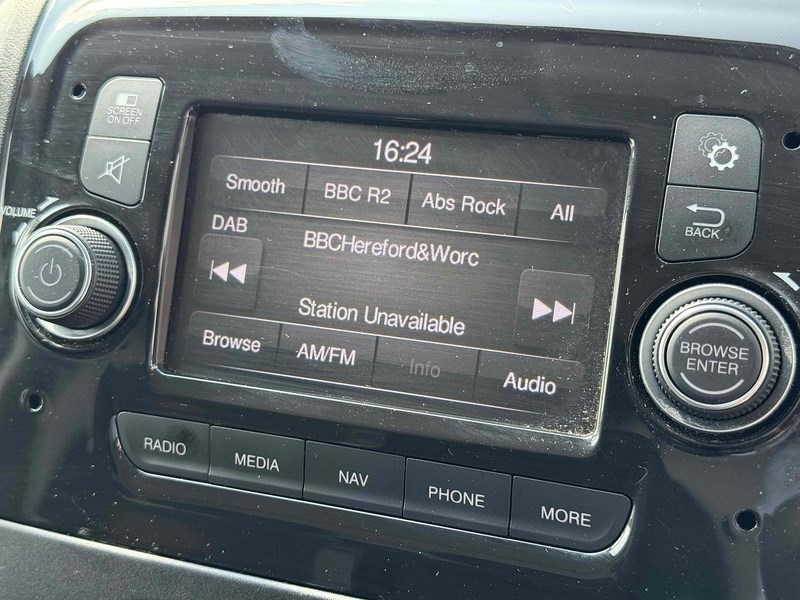 SCREEN
ON/OFF
VOLUME
16:24
Smooth
BBC R2
Abs Rock
All
DAB
BBCHereford&Worc
Station Unavailable
Browse
AM/FM
Info
Audio
BACK
BROWSE
ENTER
RADIO
MEDIA
NAV
PHONE
MORE